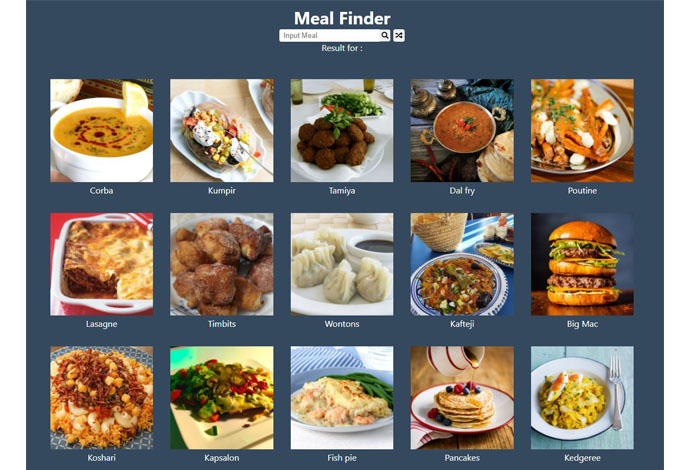 Meal Finder
Input Meal
Result for :
Corba
Kumpir
Tamiya
Dal fry
Poutine
Lasagne
Timbits
Wontons
Kafteji
Big Mac
Koshari
Kapsalon
Fish pie
Pancakes
Kedgeree